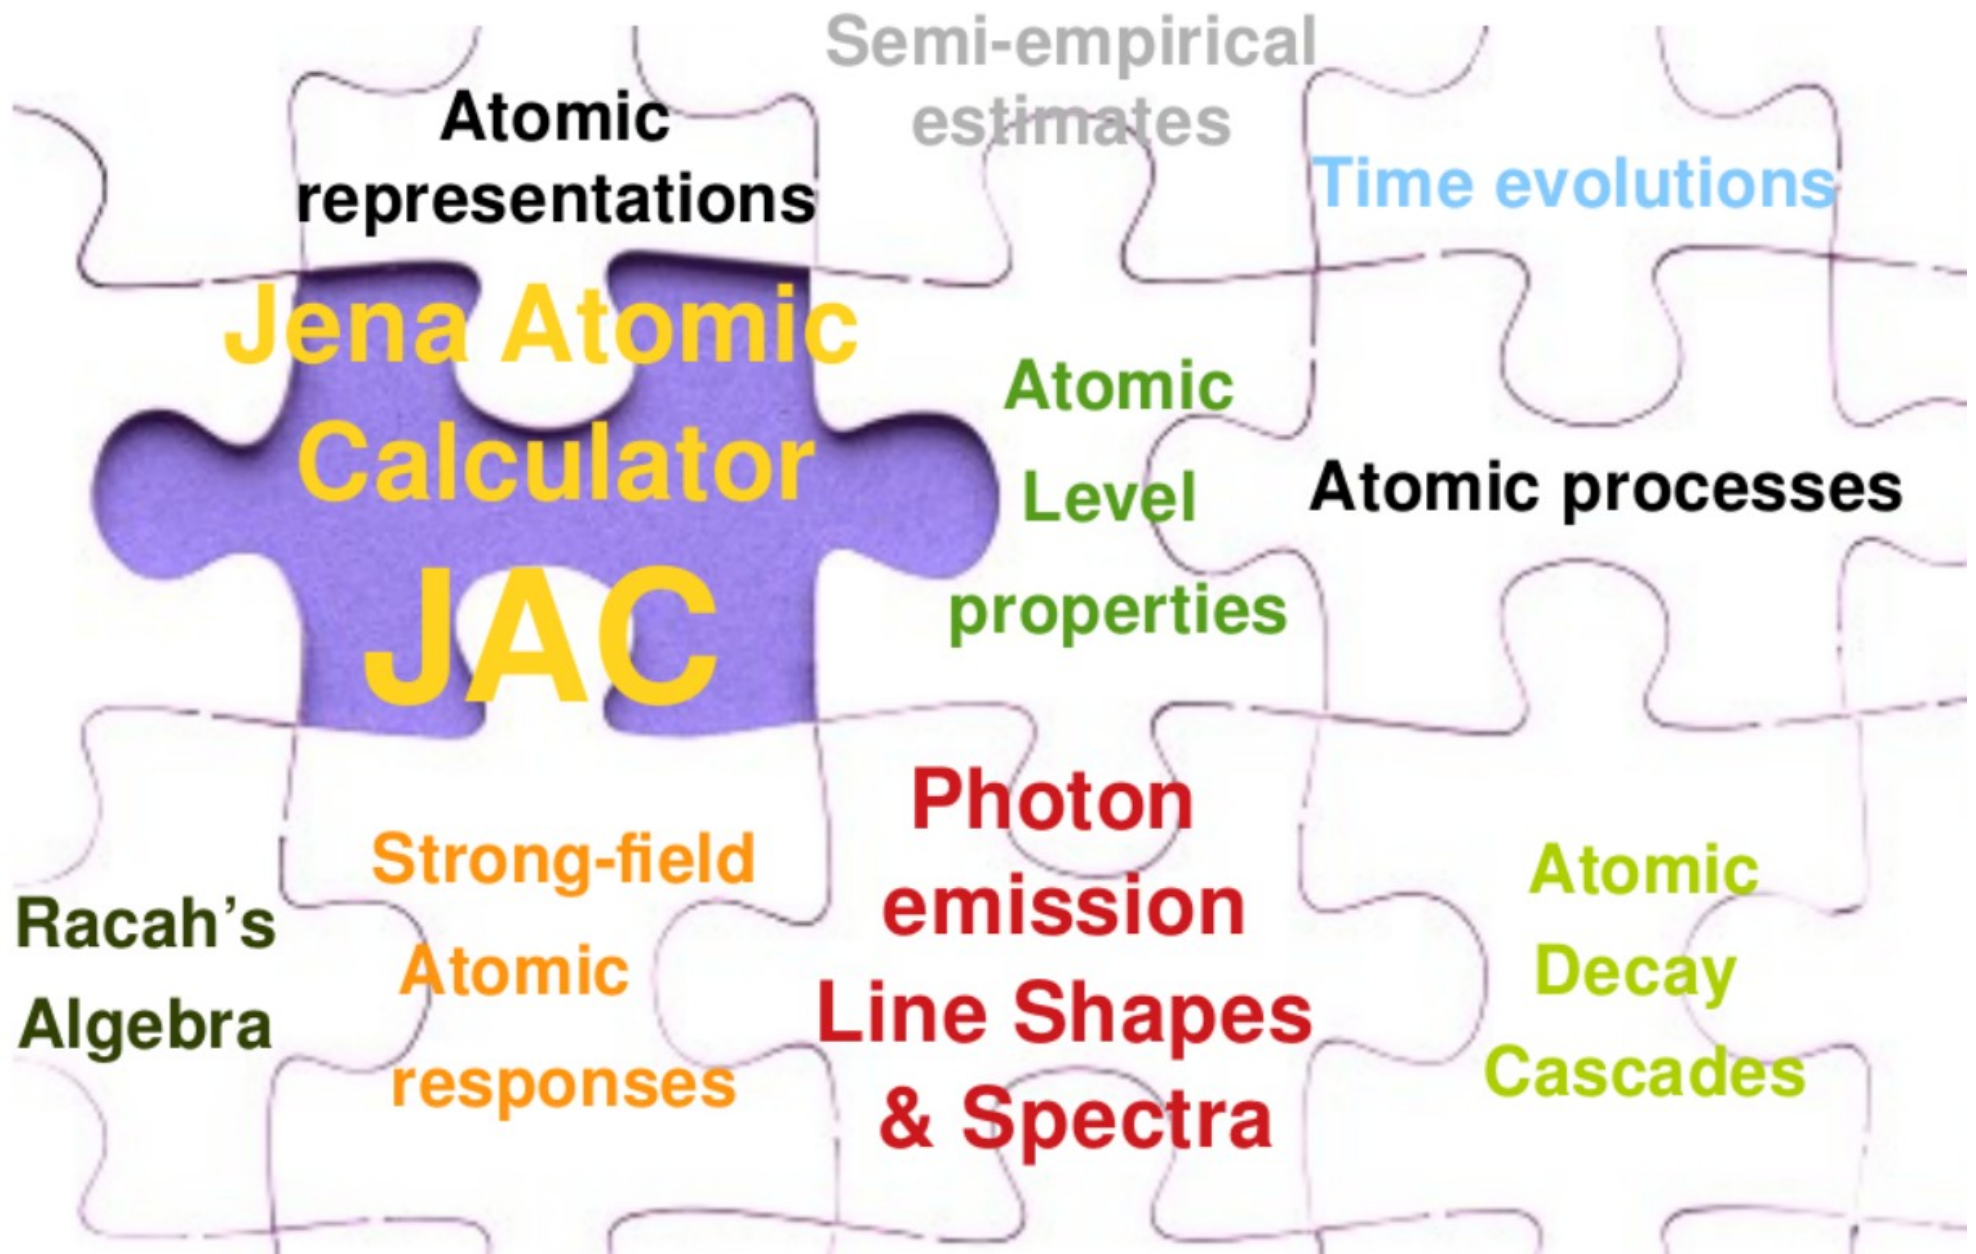 Semi-empirical
estimates
Atomic
representations
Time evolutions
Jena Atomic
Calculator
JAC
Atomic
Level
properties
Atomic processes
Racah’s
Algebra
Strong-field
Atomic
responses
Photon
emission
Line Shapes
& Spectra
Atomic
Decay
Cascades